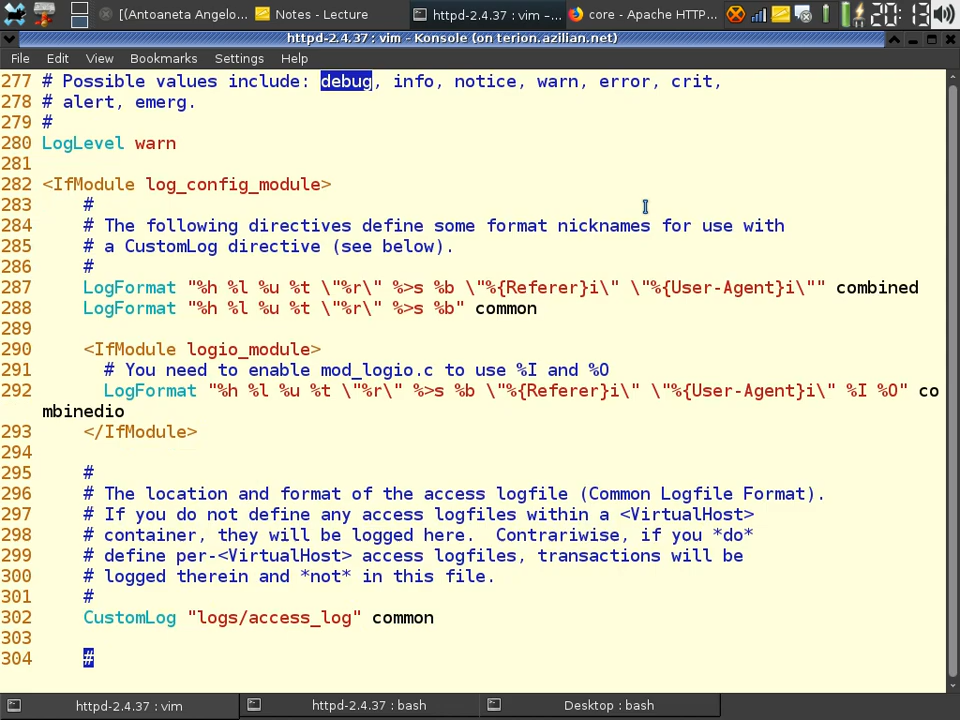 [(Antoaneta Angelo...
Notes - Lecture
httpd-2.4.37 : vim –...
core - Apache HTTP...
20:13
httpd-2.4.37 : vim - Konsole (on terion.azilian.net)
File Edit View Bookmarks Settings Help
277 # Possible values include: debug, info, notice, warn, error, crit,
278 # alert, emerg.
279 #
280 LogLevel warn
281
282 <IfModule log_config_module>
283     #
284     # The following directives define some format nicknames for use with
285     # a CustomLog directive (see below).
286     #
287     LogFormat "%h %l %u %t \"%r\" %>s %b \"%{Referer}i\" \"%{User-Agent}i\"" combined
288     LogFormat "%h %l %u %t \"%r\" %>s %b" common
289
290     <IfModule logio_module>
291       # You need to enable mod_logio.c to use %I and %O
292       LogFormat "%h %l %u %t \"%r\" %>s %b \"%{Referer}i\" \"%{User-Agent}i\" %I %O" co
mbinedio
293     </IfModule>
294
295     #
296     # The location and format of the access logfile (Common Logfile Format).
297     # If you do not define any access logfiles within a <VirtualHost>
298     # container, they will be logged here.  Contrariwise, if you *do*
299     # define per-<VirtualHost> access logfiles, transactions will be
300     # logged therein and *not* in this file.
301     #
302     CustomLog "logs/access_log" common
303
304     #
httpd-2.4.37 : vim
httpd-2.4.37 : bash
Desktop : bash